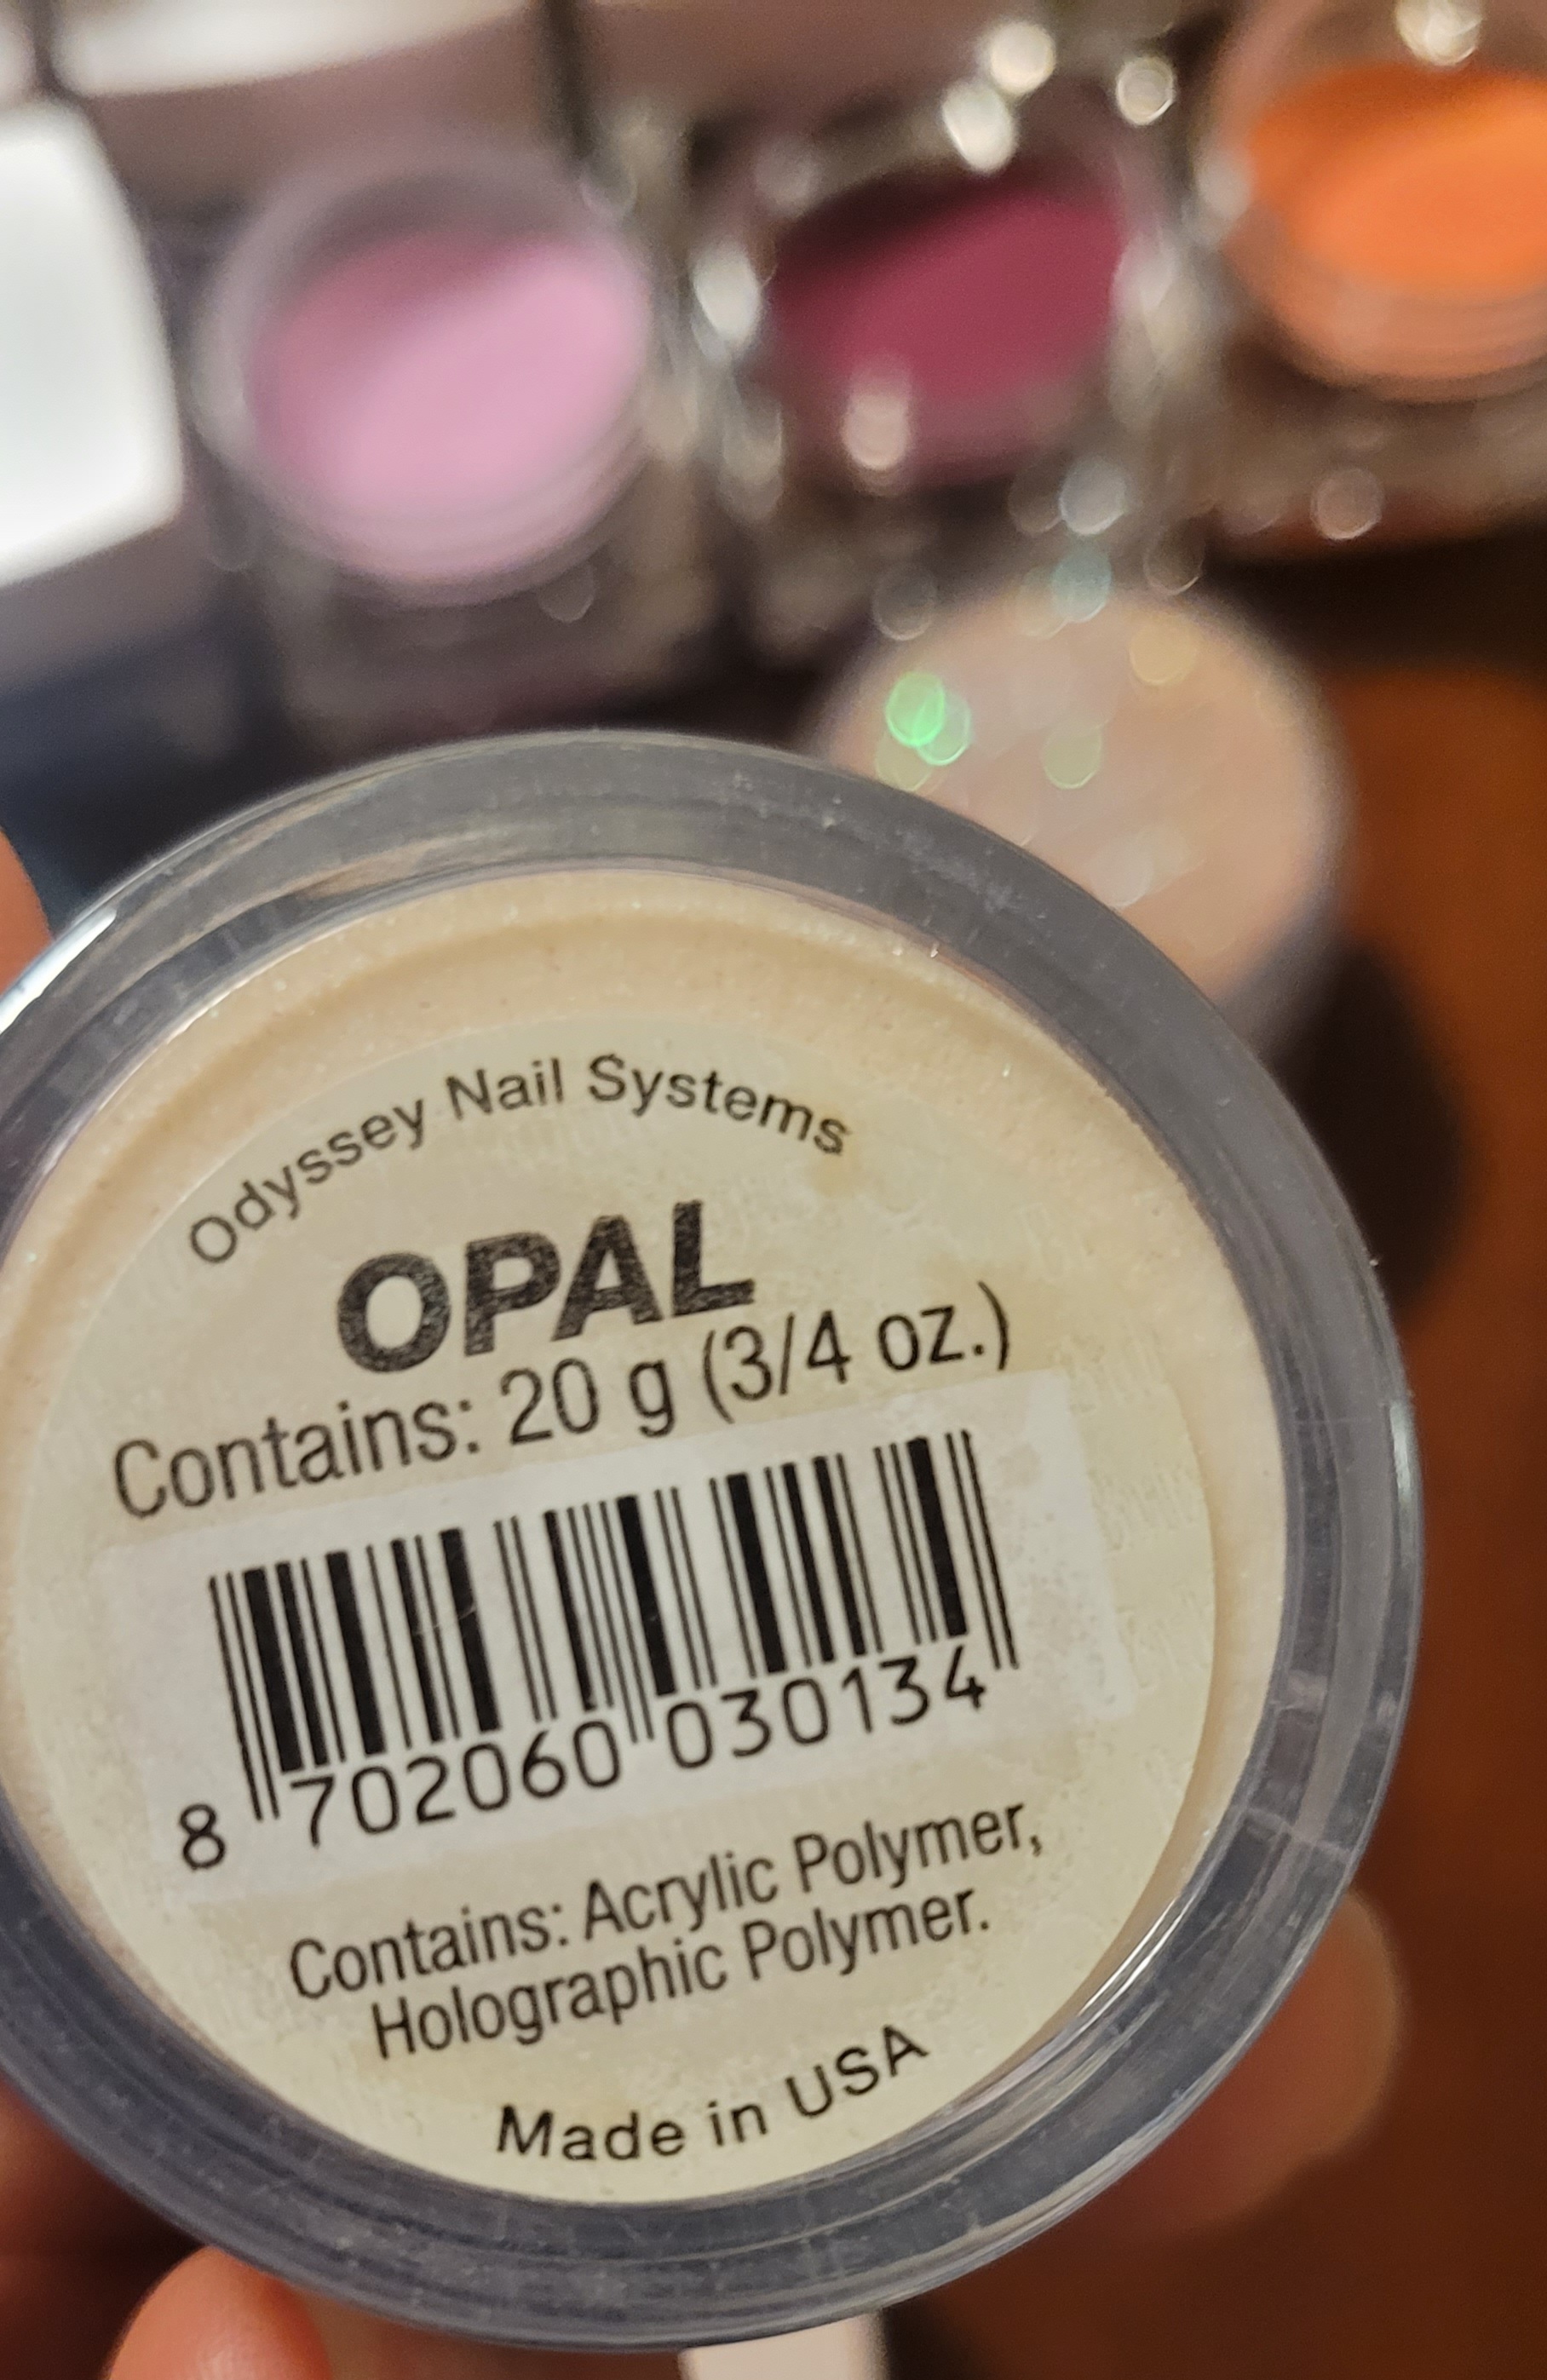 Odyssey Nail Systems
OPAL
Contains: 20 g (3/4 oz.)
8 702060 030134
Contains: Acrylic Polymer,
Holographic Polymer.
Made in USA